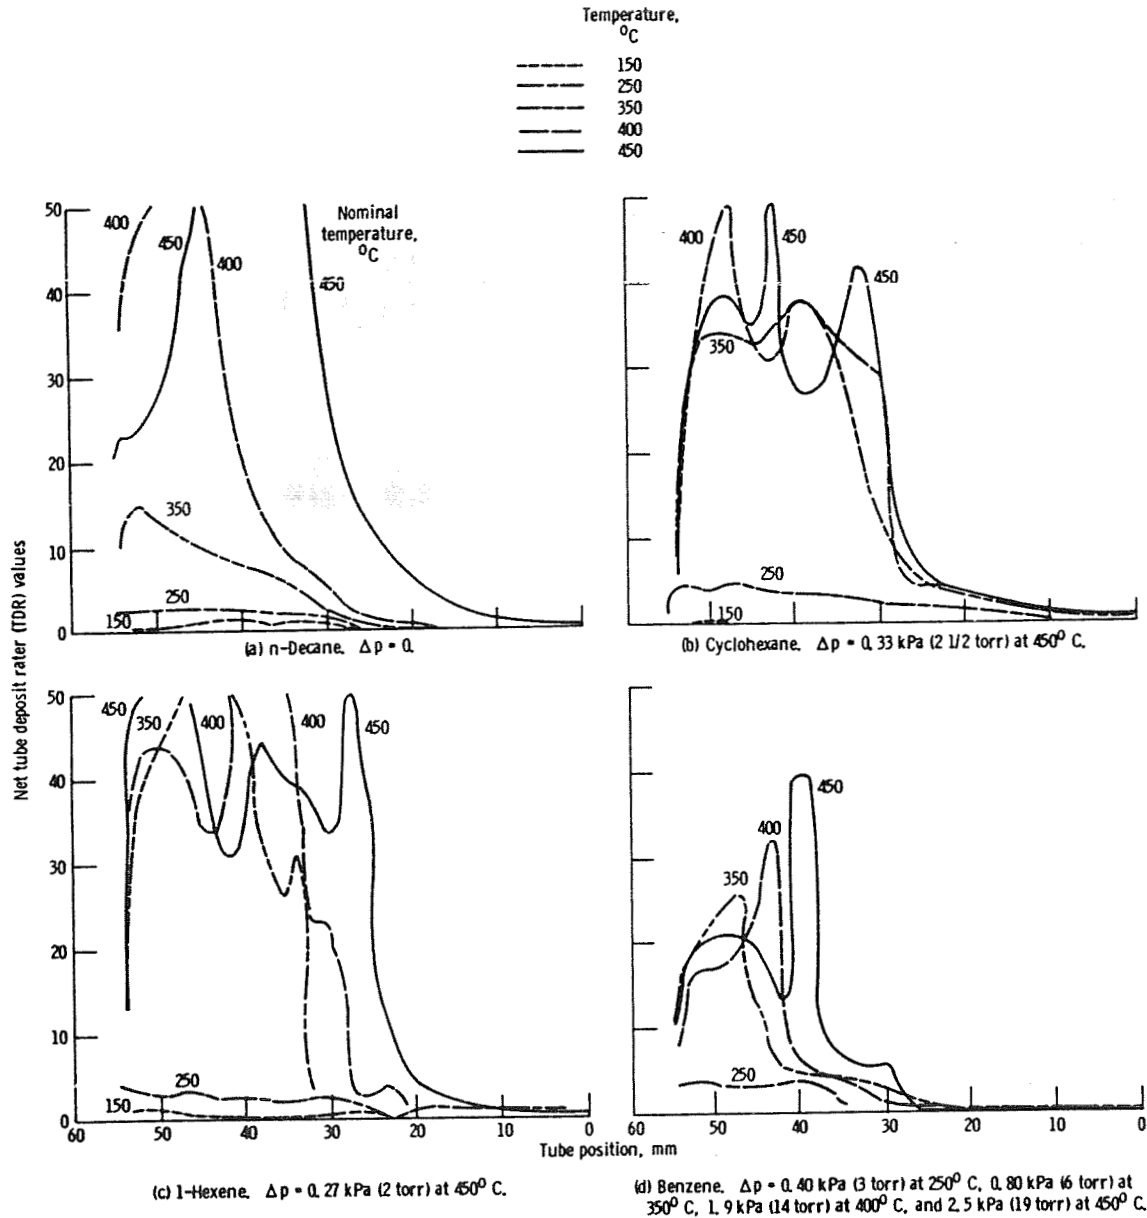 Temperature,
°C
150
250
350
400
450
50
40
30
20
10
0
Net tube deposit rater (TDR) values
400
450
400
Nominal
temperature,
°C
450
350
250
150
(a) n-Decane. Δp = 0.
400
450
450
350
250
150
(b) Cyclohexane. Δp = 0.33 kPa (2 1/2 torr) at 450° C.
50
40
30
20
10
0
450
350
400
400
450
250
150
60 50 40 30 20 10 0
450
400
350
250
60 50 40 30 20 10 0
Tube position, mm
(c) 1-Hexene. Δp = 0.27 kPa (2 torr) at 450° C.
(d) Benzene. Δp = 0.40 kPa (3 torr) at 250° C, 0.80 kPa (6 torr) at
350° C, 1.9 kPa (14 torr) at 400° C, and 2.5 kPa (19 torr) at 450° C.